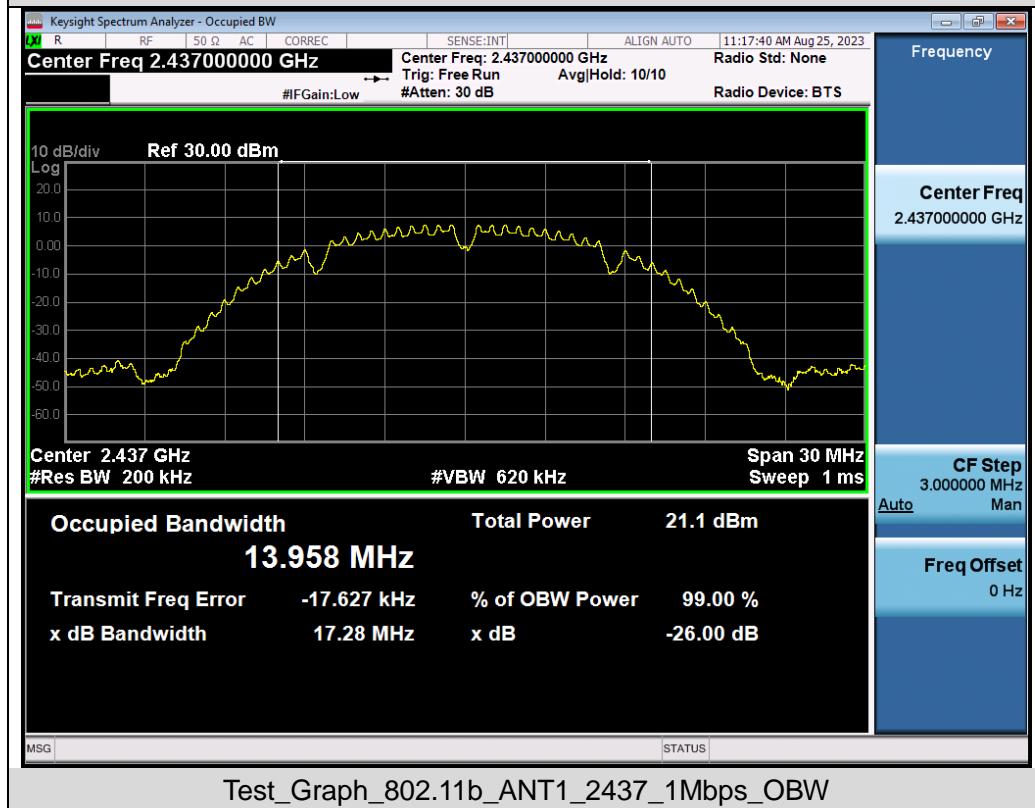 Keysight Spectrum Analyzer - Occupied BW
LXI R RF 50 Ω AC CORREC SENSE:INT ALIGN AUTO 11:17:40 AM Aug 25, 2023
Center Freq 2.437000000 GHz
Center Freq: 2.437000000 GHz
Radio Std: None
Trig: Free Run Avg|Hold: 10/10
#IFGain:Low
#Atten: 30 dB
Radio Device: BTS
Frequency
10 dB/div Ref 30.00 dBm
Log
20.0
10.0
0.00
-10.0
-20.0
-30.0
-40.0
-50.0
-60.0
Center 2.437 GHz Span 30 MHz
#Res BW 200 kHz #VBW 620 kHz Sweep 1 ms
Center Freq
2.437000000 GHz
CF Step
3.000000 MHz
Auto Man
Freq Offset
0 Hz
Occupied Bandwidth Total Power 21.1 dBm
13.958 MHz
Transmit Freq Error -17.627 kHz % of OBW Power 99.00 %
x dB Bandwidth 17.28 MHz x dB -26.00 dB
MSG STATUS
Test_Graph_802.11b_ANT1_2437_1Mbps_OBW